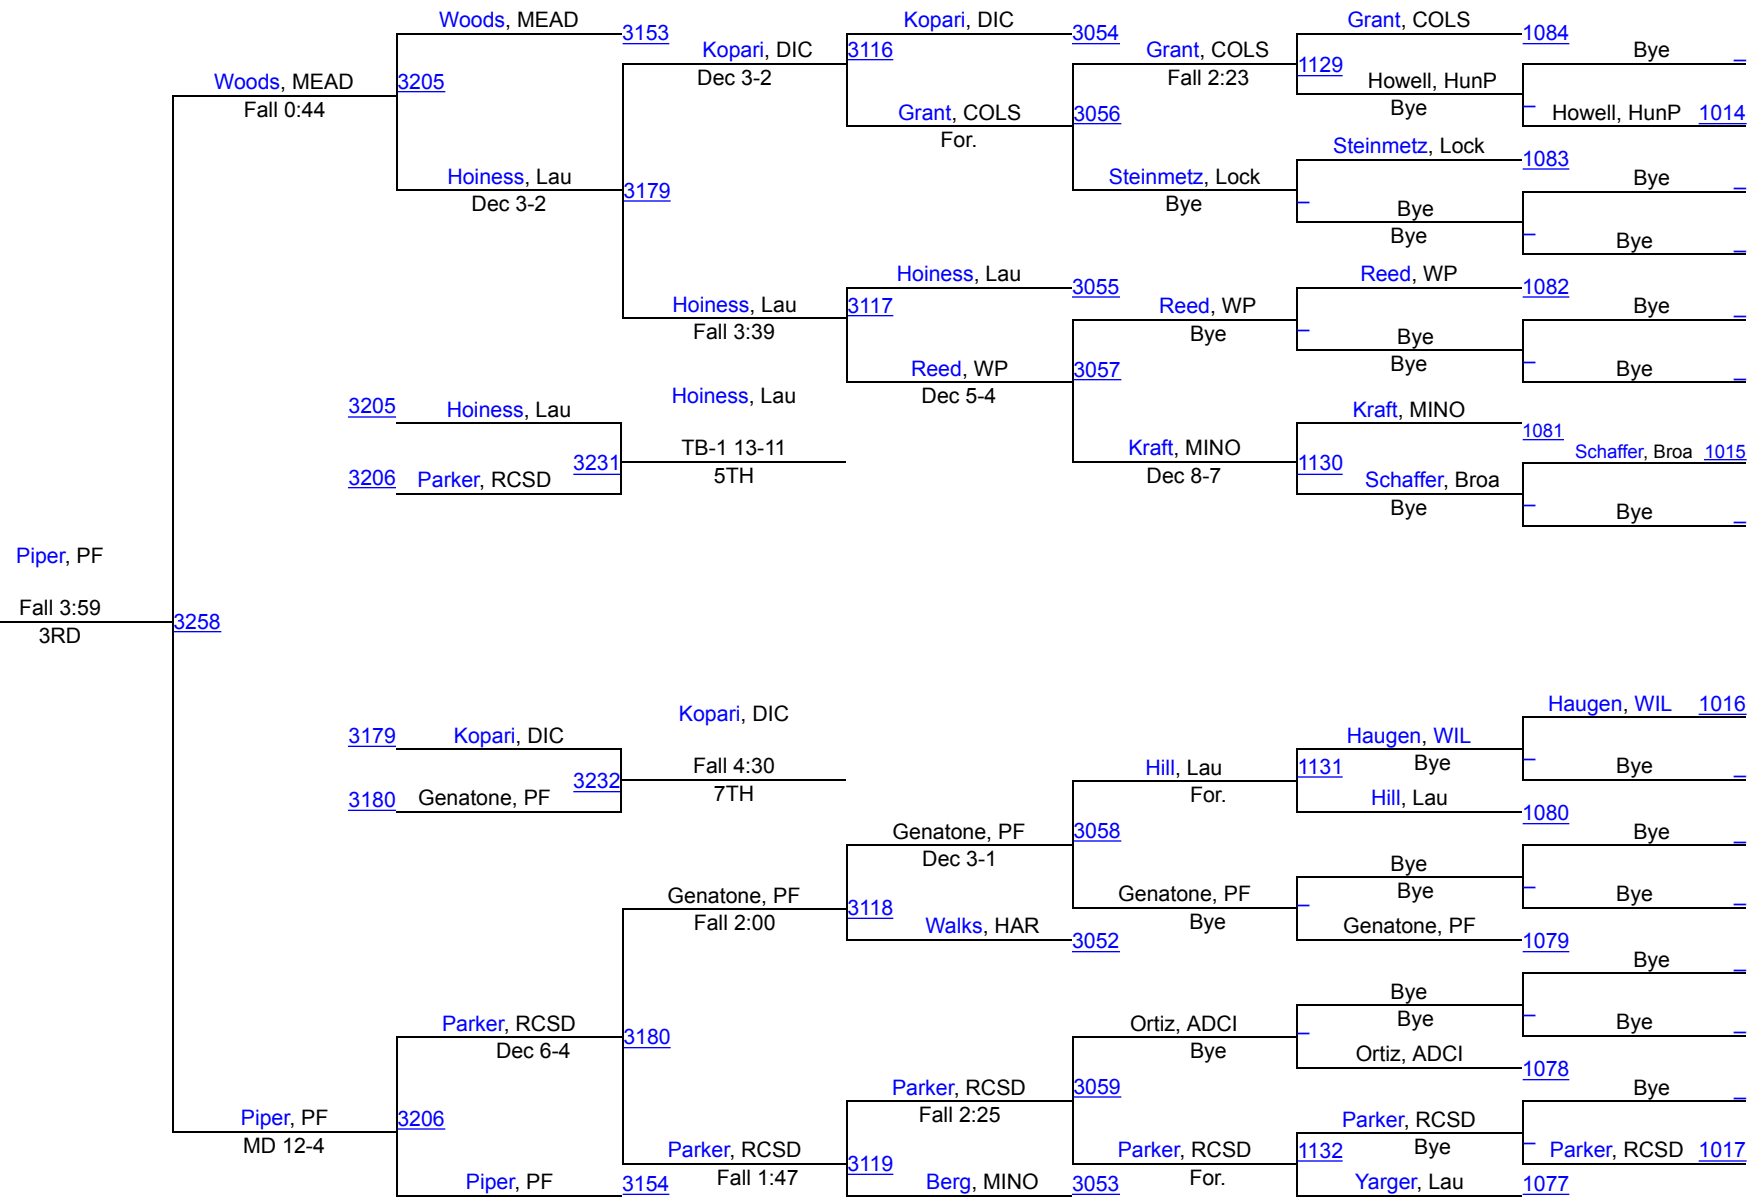 Woods, MEAD
3153
Kopari, DIC
3054
Grant, COLS
1084
Bye
Kopari, DIC
3116
Grant, COLS
Woods, MEAD
3205
Dec 3-2
Fall 2:23
1129
Howell, HunP
Fall 0:44
Grant, COLS
3056
Bye
Howell, HunP 1014
For.
Steinmetz, Lock
1083
Hoiness, Lau
3179
Steinmetz, Lock
Bye
Dec 3-2
Bye
Bye
Bye
Bye
Hoiness, Lau
3055
Reed, WP
1082
Hoiness, Lau
3117
Reed, WP
Bye
Fall 3:39
Bye
Bye
Reed, WP
3057
Bye
Bye
3205
Hoiness, Lau
Hoiness, Lau
Dec 5-4
Kraft, MINO
1081
TB-1 13-11
Kraft, MINO
Schaffer, Broa 1015
3206
Parker, RCSD
3231
5TH
Dec 8-7
1130
Schaffer, Broa
Bye
Bye
Piper, PF
Fall 3:59
3258
3RD
Kopari, DIC
Haugen, WIL 1016
3179
Kopari, DIC
Haugen, WIL
Fall 4:30
Hill, Lau
1131
Bye
Bye
3180
Genatone, PF
3232
7TH
For.
Hill, Lau
1080
Genatone, PF
3058
Bye
Dec 3-1
Bye
Genatone, PF
3118
Genatone, PF
Bye
Bye
Fall 2:00
Walks, HAR
3052
Bye
Genatone, PF
1079
Bye
Bye
Parker, RCSD
3180
Ortiz, ADCI
Bye
Bye
Dec 6-4
Bye
Ortiz, ADCI
1078
Parker, RCSD
3059
Bye
Piper, PF
3206
Fall 2:25
Parker, RCSD
MD 12-4
Parker, RCSD
3119
Parker, RCSD
1132
Bye
Parker, RCSD 1017
Piper, PF
3154
Fall 1:47
Berg, MINO
3053
For.
Yarger, Lau
1077